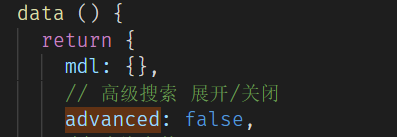 data () {
return {
mdl: {},
// 高级搜索 展开/关闭
advanced: false,